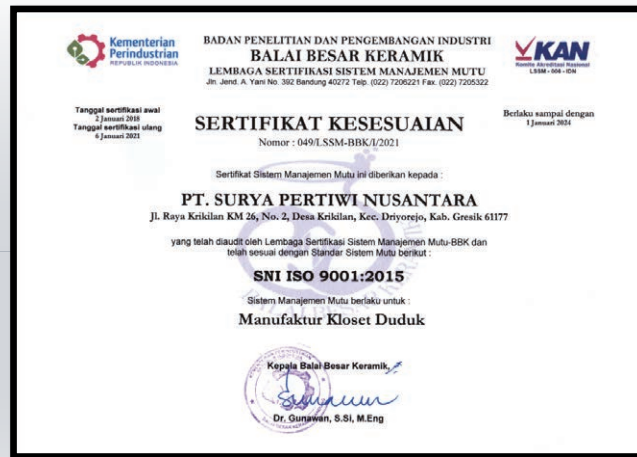 Kementerian
Perindustrian
REPUBLIK INDONESIA
BADAN PENELITIAN DAN PENGEMBANGAN INDUSTRI
BALAI BESAR KERAMIK
LEMBAGA SERTIFIKASI SISTEM MANAJEMEN MUTU
Jln. Jend. A. Yani No. 392 Bandung 40272 Telp. (022) 7206221 Fax. (022) 7205322
KAN
Komite Akreditasi Nasional
LSSM - 006 - IDN
Tanggal sertifikasi awal
2 Januari 2018
Tanggal sertifikasi ulang
6 Januari 2021
Berlaku sampai dengan
1 Januari 2024
SERTIFIKAT KESESUAIAN
Nomor : 049/LSSM-BBK/I/2021
Sertifikat Sistem Manajemen Mutu ini diberikan kepada :
PT. SURYA PERTIWI NUSANTARA
Jl. Raya Krikilan KM 26, No. 2, Desa Krikilan, Kec. Driyorejo, Kab. Gresik 61177
yang telah diaudit oleh Lembaga Sertifikasi Sistem Manajemen Mutu-BBK dan
telah sesuai dengan Standar Sistem Mutu berikut :
SNI ISO 9001:2015
Sistem Manajemen Mutu berlaku untuk :
Manufaktur Kloset Duduk
Kepala Balai Besar Keramik,
Dr. Gunawan, S.Si, M.Eng